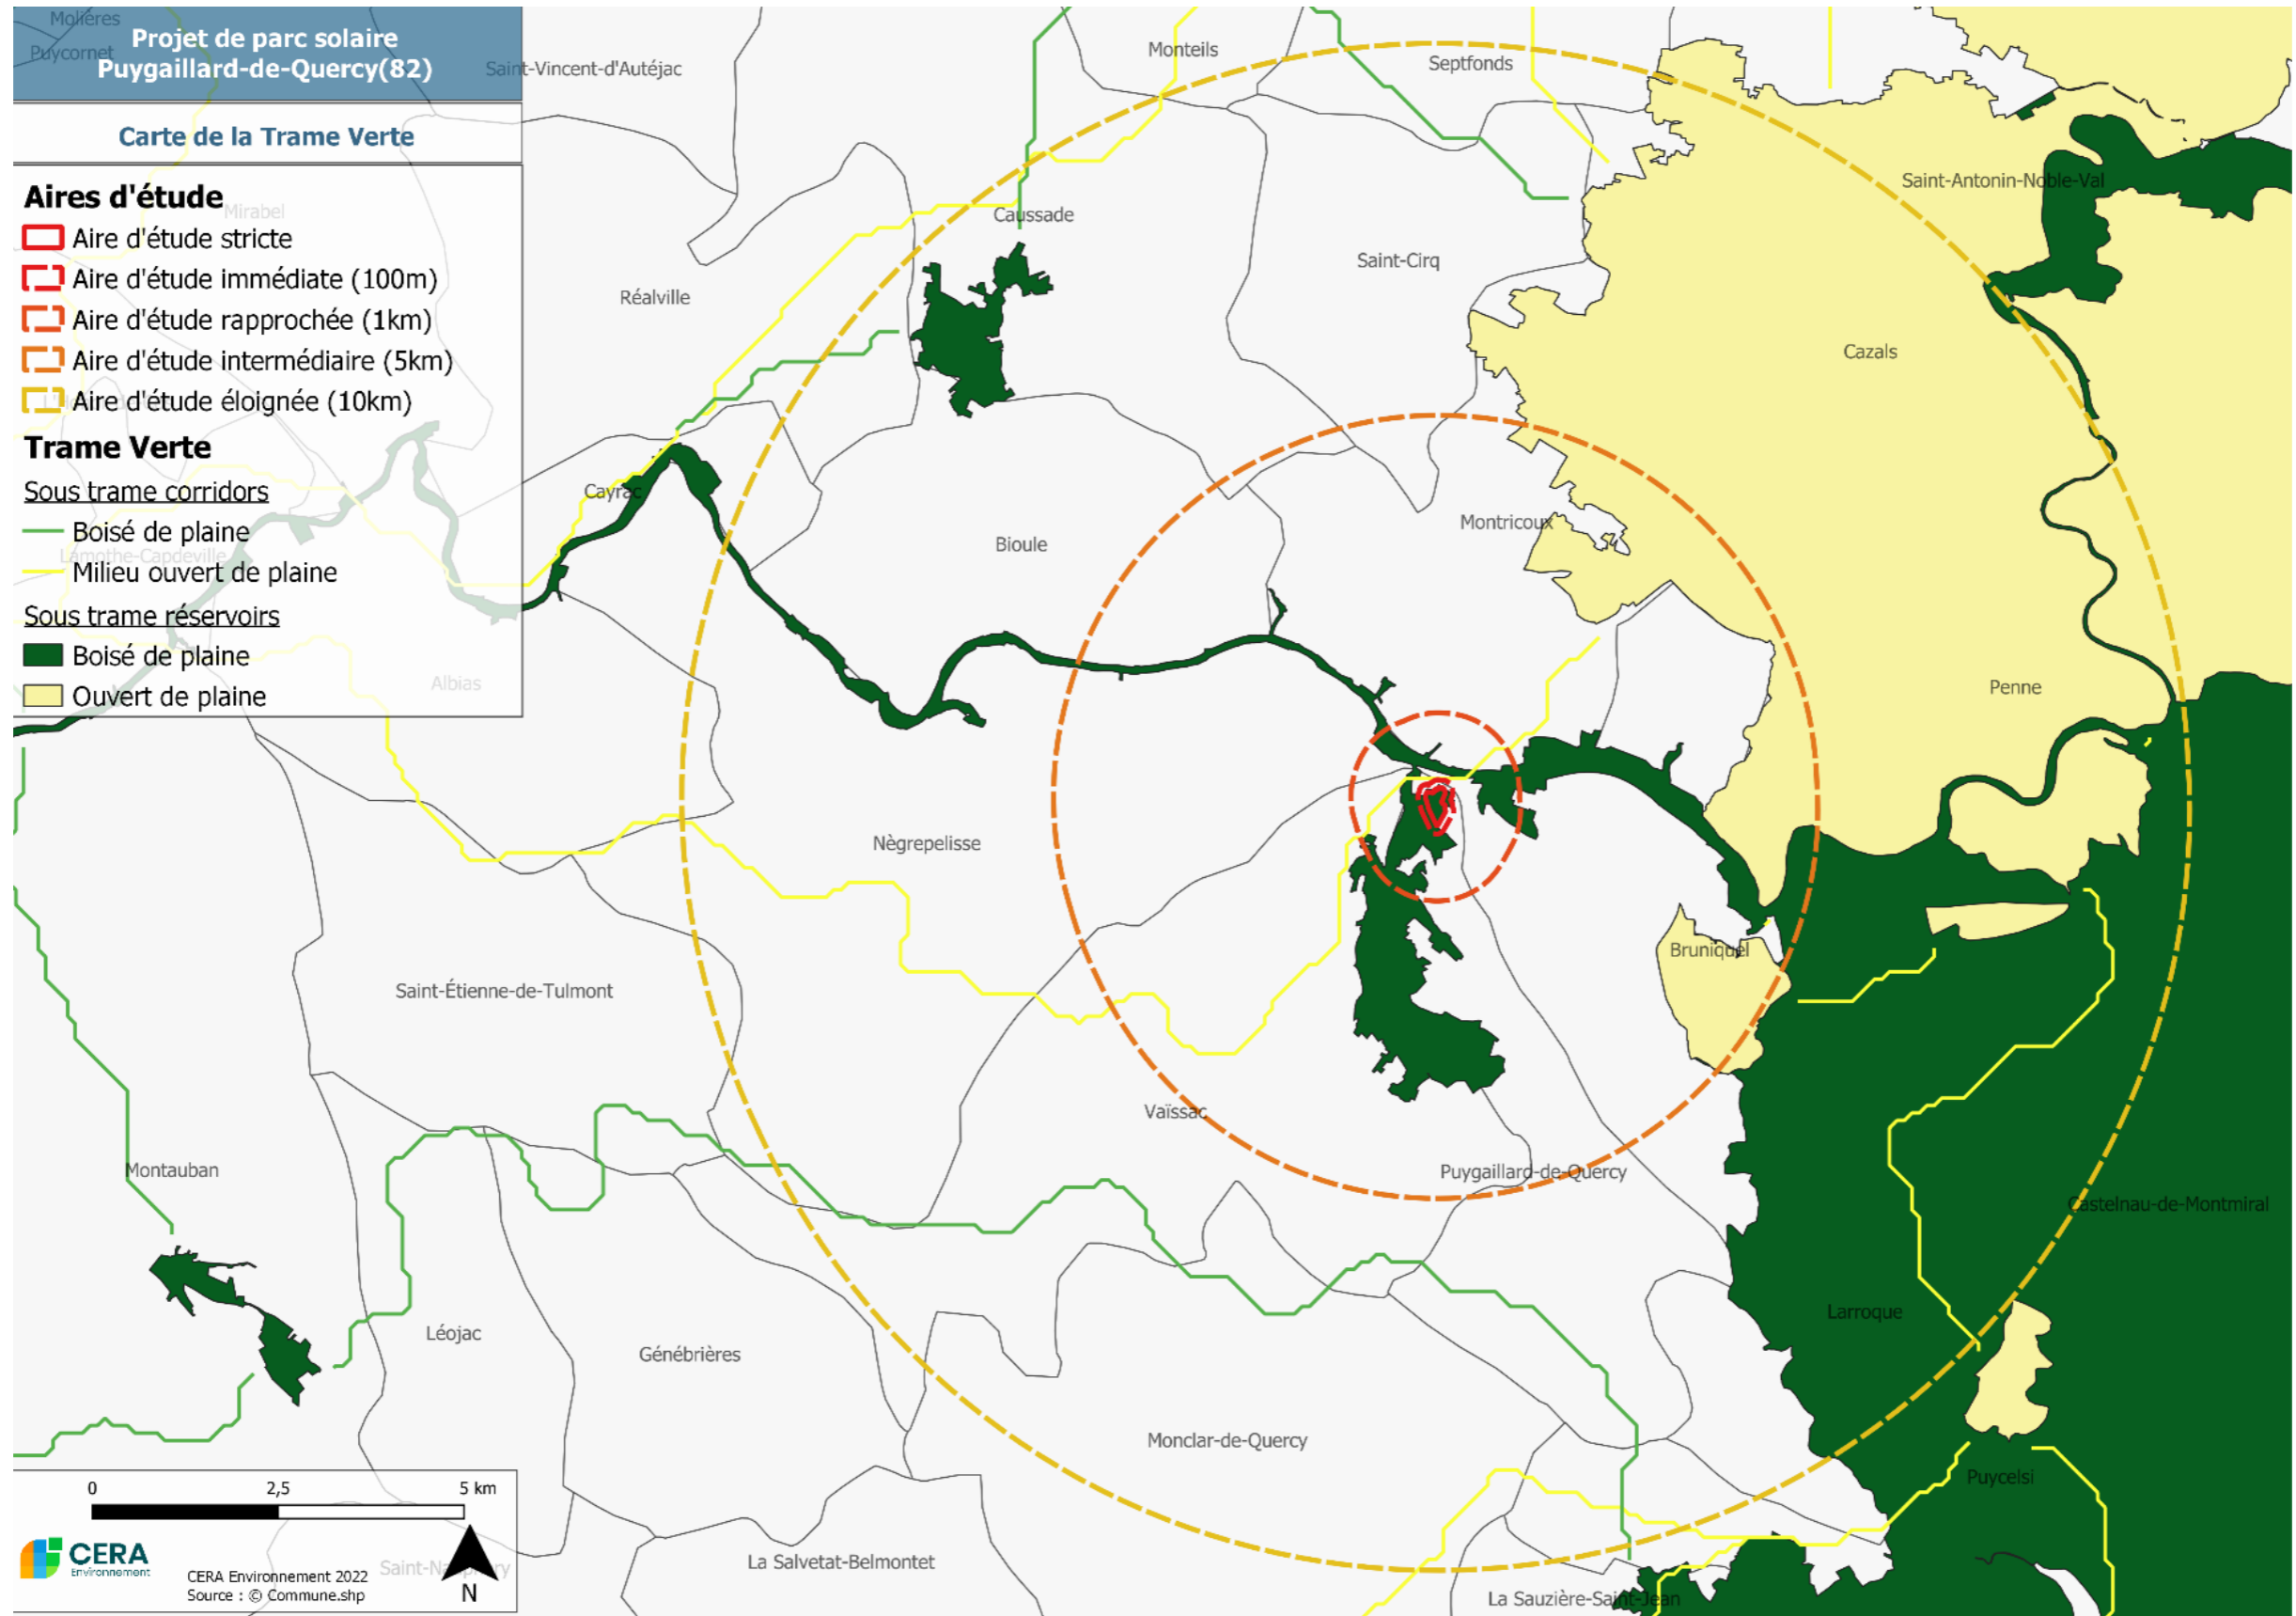 Molières
Puycornet
Projet de parc solaire
Puygaillard-de-Quercy(82)
Carte de la Trame Verte
Aires d'étude
Mirabel
Aire d'étude stricte
Aire d'étude immédiate (100m)
Aire d'étude rapprochée (1km)
Aire d'étude intermédiaire (5km)
Aire d'étude éloignée (10km)
Trame Verte
Sous trame corridors
Boisé de plaine
Lamothe-Capdeville
Milieu ouvert de plaine
Sous trame réservoirs
Boisé de plaine
Albias
Ouvert de plaine
Saint-Vincent-d'Autéjac
Monteils
Septfonds
Saint-Antonin-Noble-Val
Caussade
Saint-Cirq
Réalville
Cazals
Cayrac
Montricoux
Bioule
Penne
Nègrepelisse
Bruniquel
Saint-Étienne-de-Tulmont
Vaïssac
Montauban
Puygaillard-de-Quercy
Castelnau-de-Montmiral
Larroque
Léojac
Génébrières
Monclar-de-Quercy
Puycelsi
La Salvetat-Belmontet
La Sauzière-Saint-Jean
0 2,5 5 km
CERA
Environnement
CERA Environnement 2022
Source : © Commune.shp
N